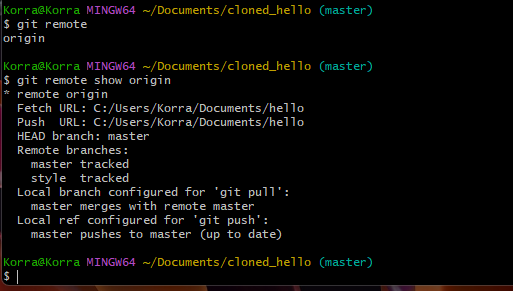 Korra@Korra MINGW64 ~/Documents/cloned_hello (master)
$ git remote
origin
Korra@Korra MINGW64 ~/Documents/cloned_hello (master)
$ git remote show origin
* remote origin
  Fetch URL: C:/Users/Korra/Documents/hello
  Push  URL: C:/Users/Korra/Documents/hello
  HEAD branch: master
  Remote branches:
    master tracked
    style  tracked
  Local branch configured for 'git pull':
    master merges with remote master
  Local ref configured for 'git push':
    master pushes to master (up to date)
Korra@Korra MINGW64 ~/Documents/cloned_hello (master)
$